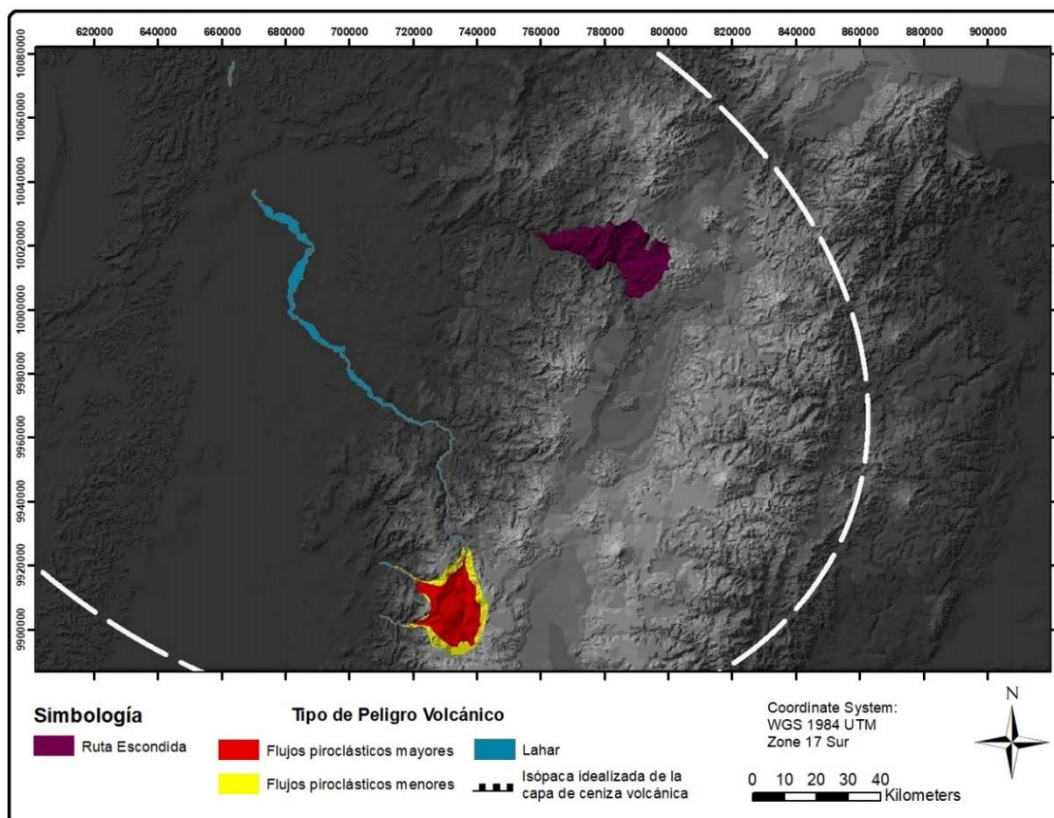 620000 640000 660000 680000 700000 720000 740000 760000 780000 800000 820000 840000 860000 880000 900000
10080000
10060000
10040000
10020000
10000000
9980000
9960000
9940000
9920000
9900000
Simbología
Ruta Escondida
Tipo de Peligro Volcánico
Flujos piroclásticos mayores
Flujos piroclásticos menores
Lahar
Isópaca idealizada de la
capa de ceniza volcánica
Coordinate System:
WGS 1984 UTM
Zone 17 Sur
N
0 10 20 30 40
Kilometers